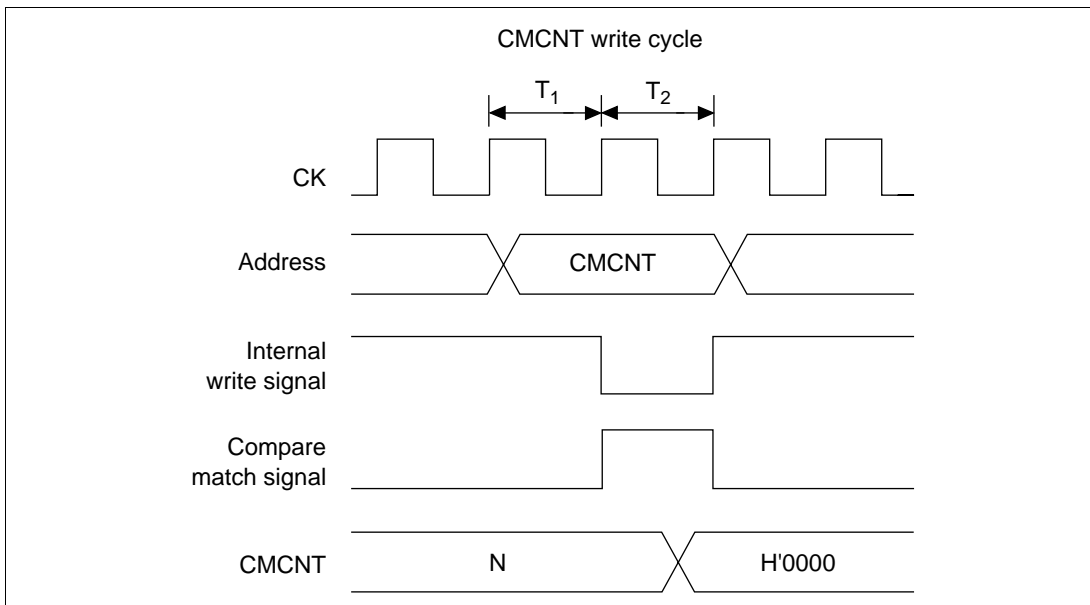 CMCNT write cycle
T1 T2
CK
Address CMCNT
Internal
write signal
Compare
match signal
CMCNT N H'0000